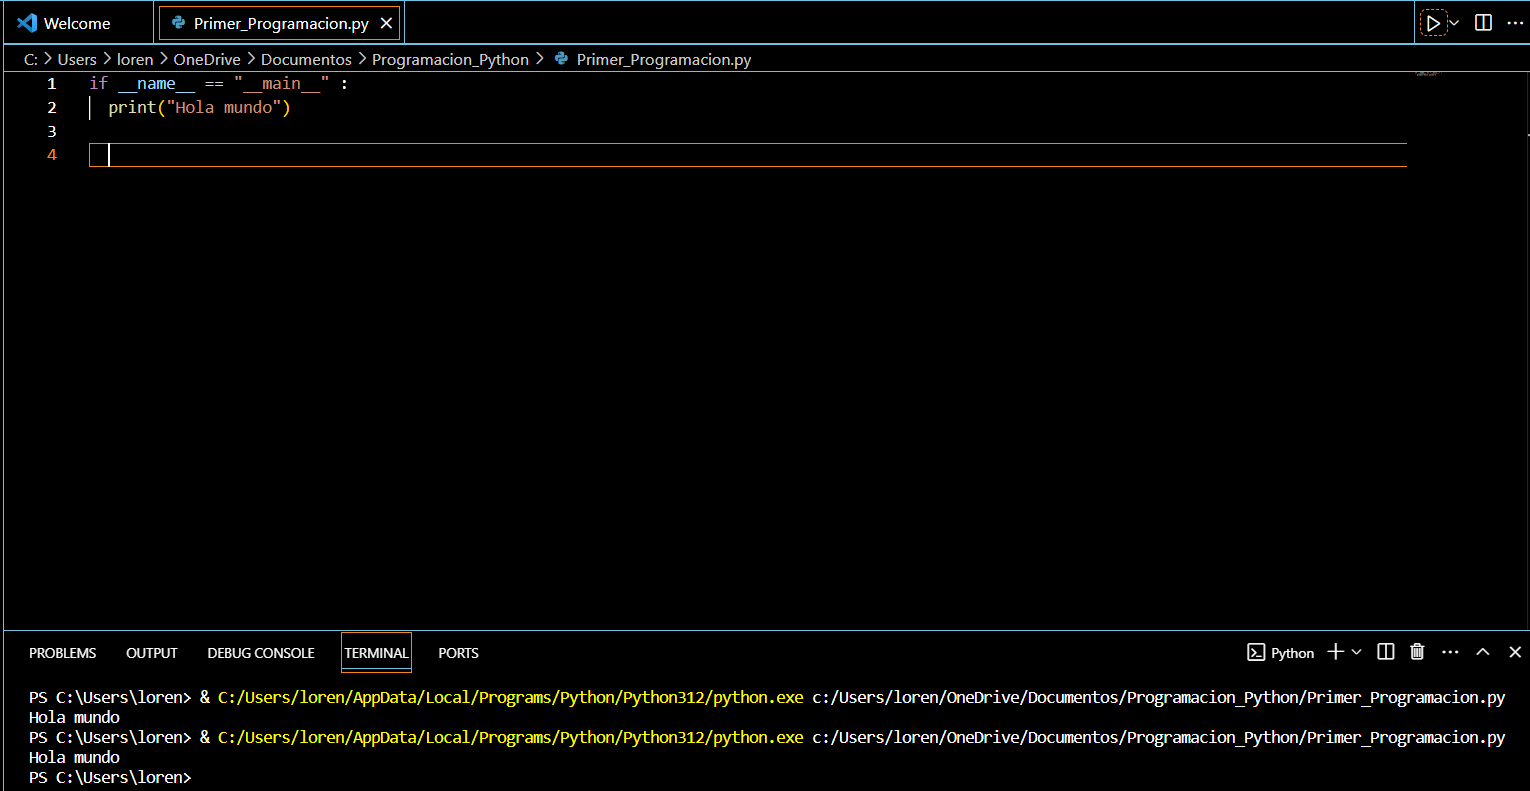 Welcome Primer_Programacion.py
C: > Users > loren > OneDrive > Documentos > Programacion_Python > Primer_Programacion.py
1 if __name__ == "__main__" :
2 print("Hola mundo")
3
4
PROBLEMS OUTPUT DEBUG CONSOLE TERMINAL PORTS Python
PS C:\Users\loren> & C:/Users/loren/AppData/Local/Programs/Python/Python312/python.exe c:/Users/loren/OneDrive/Documentos/Programacion_Python/Primer_Programacion.py
Hola mundo
PS C:\Users\loren> & C:/Users/loren/AppData/Local/Programs/Python/Python312/python.exe c:/Users/loren/OneDrive/Documentos/Programacion_Python/Primer_Programacion.py
Hola mundo
PS C:\Users\loren>